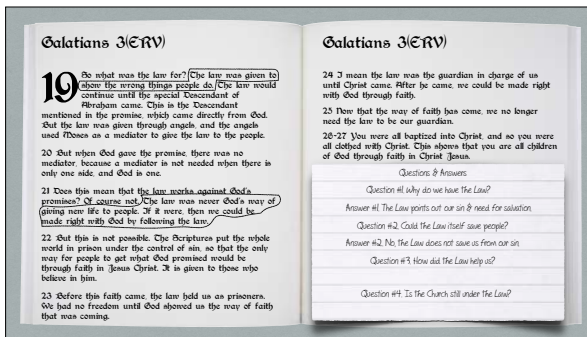 Galatians 3(ERV)
19 So what was the law for? The law was given to
show the wrong things people do. The law would
continue until the special Descendant of
Abraham came. This is the Descendant
mentioned in the promise, which came directly from God.
But the law was given through angels, and the angels
used Moses as a mediator to give the law to the people.
20 But when God gave the promise, there was no
mediator, because a mediator is not needed when there is
only one side, and God is one.
21 Does this mean that the law works against God's
promises? Of course not. The law was never God's way of
giving new life to people. If it were, then we could be
made right with God by following the law.
22 But this is not possible. The Scriptures put the whole
world in prison under the control of sin, so that the only
way for people to get what God promised would be
through faith in Jesus Christ. It is given to those who
believe in him.
23 Before this faith came, the law held us as prisoners.
We had no freedom until God showed us the way of faith
that was coming.
Galatians 3(ERV)
24 I mean the law was the guardian in charge of us
until Christ came. After he came, we could be made right
with God through faith.
25 Now that the way of faith has come, we no longer
need the law to be our guardian.
26-27 You were all baptized into Christ, and so you were
all clothed with Christ. This shows that you are all children
of God through faith in Christ Jesus.
Questions & Answers
Question #1. Why do we have the Law?
Answer #1. The Law points out our sin & need for salvation.
Question #2. Could the Law itself save people?
Answer #2. No, the Law does not save us from our sin.
Question #3. How did the Law help us?
Question #4. Is the Church still under the Law?